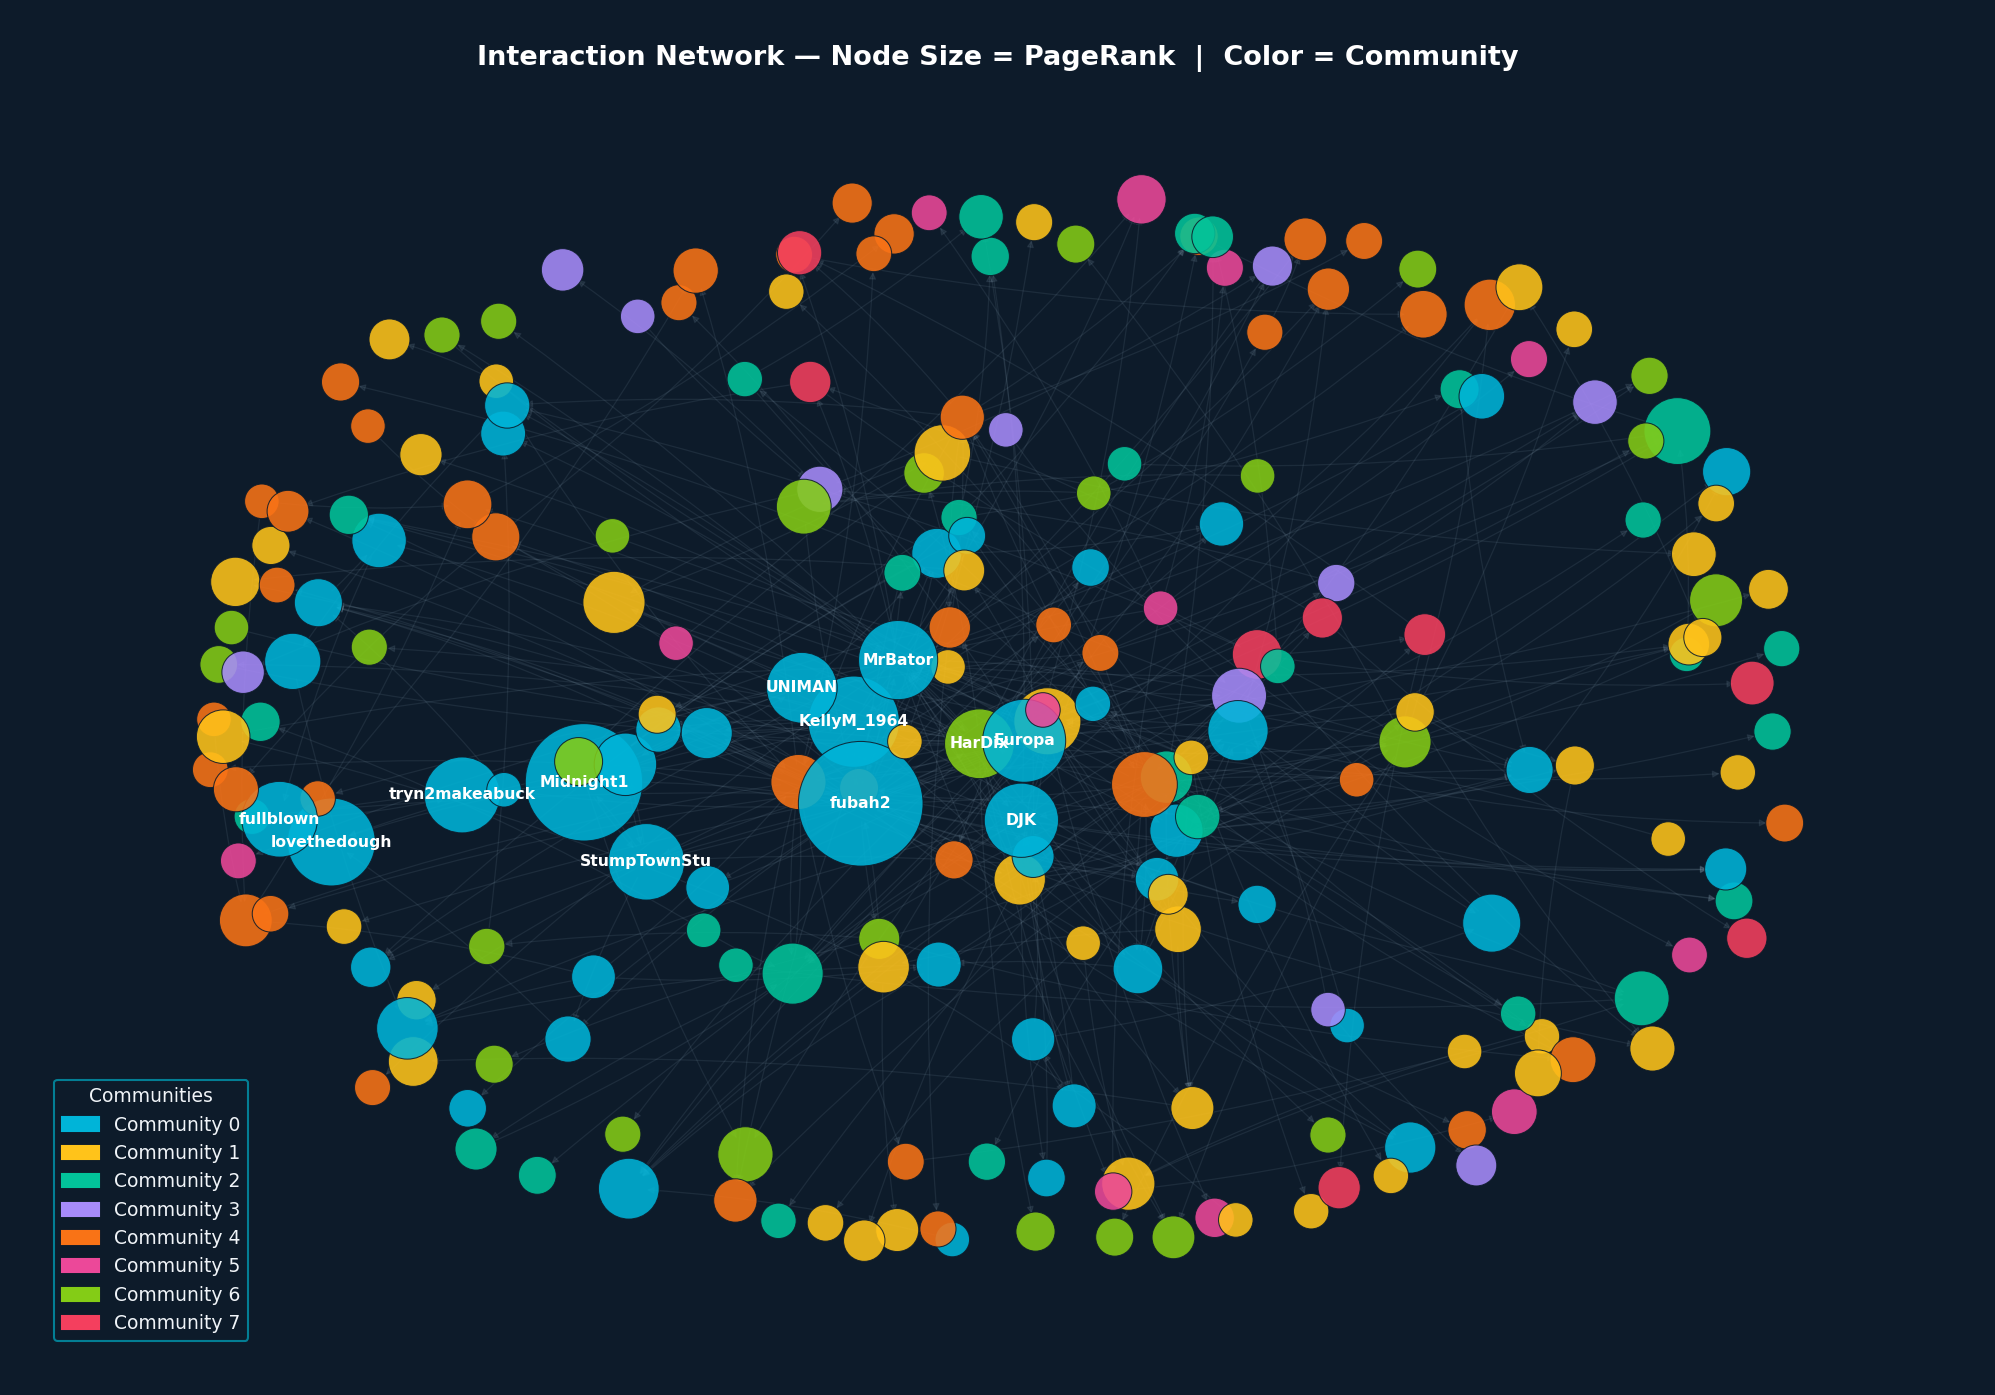 Interaction Network — Node Size = PageRank | Color = Community
MrBator
UNIMAN
KellyM_1964
Europa
Midnight1
tryn2makeabuck
fubah2
fullblown
DJK
lovethedough
StumpTownStu
Communities
Community 0
Community 1
Community 2
Community 3
Community 4
Community 5
Community 6
Community 7